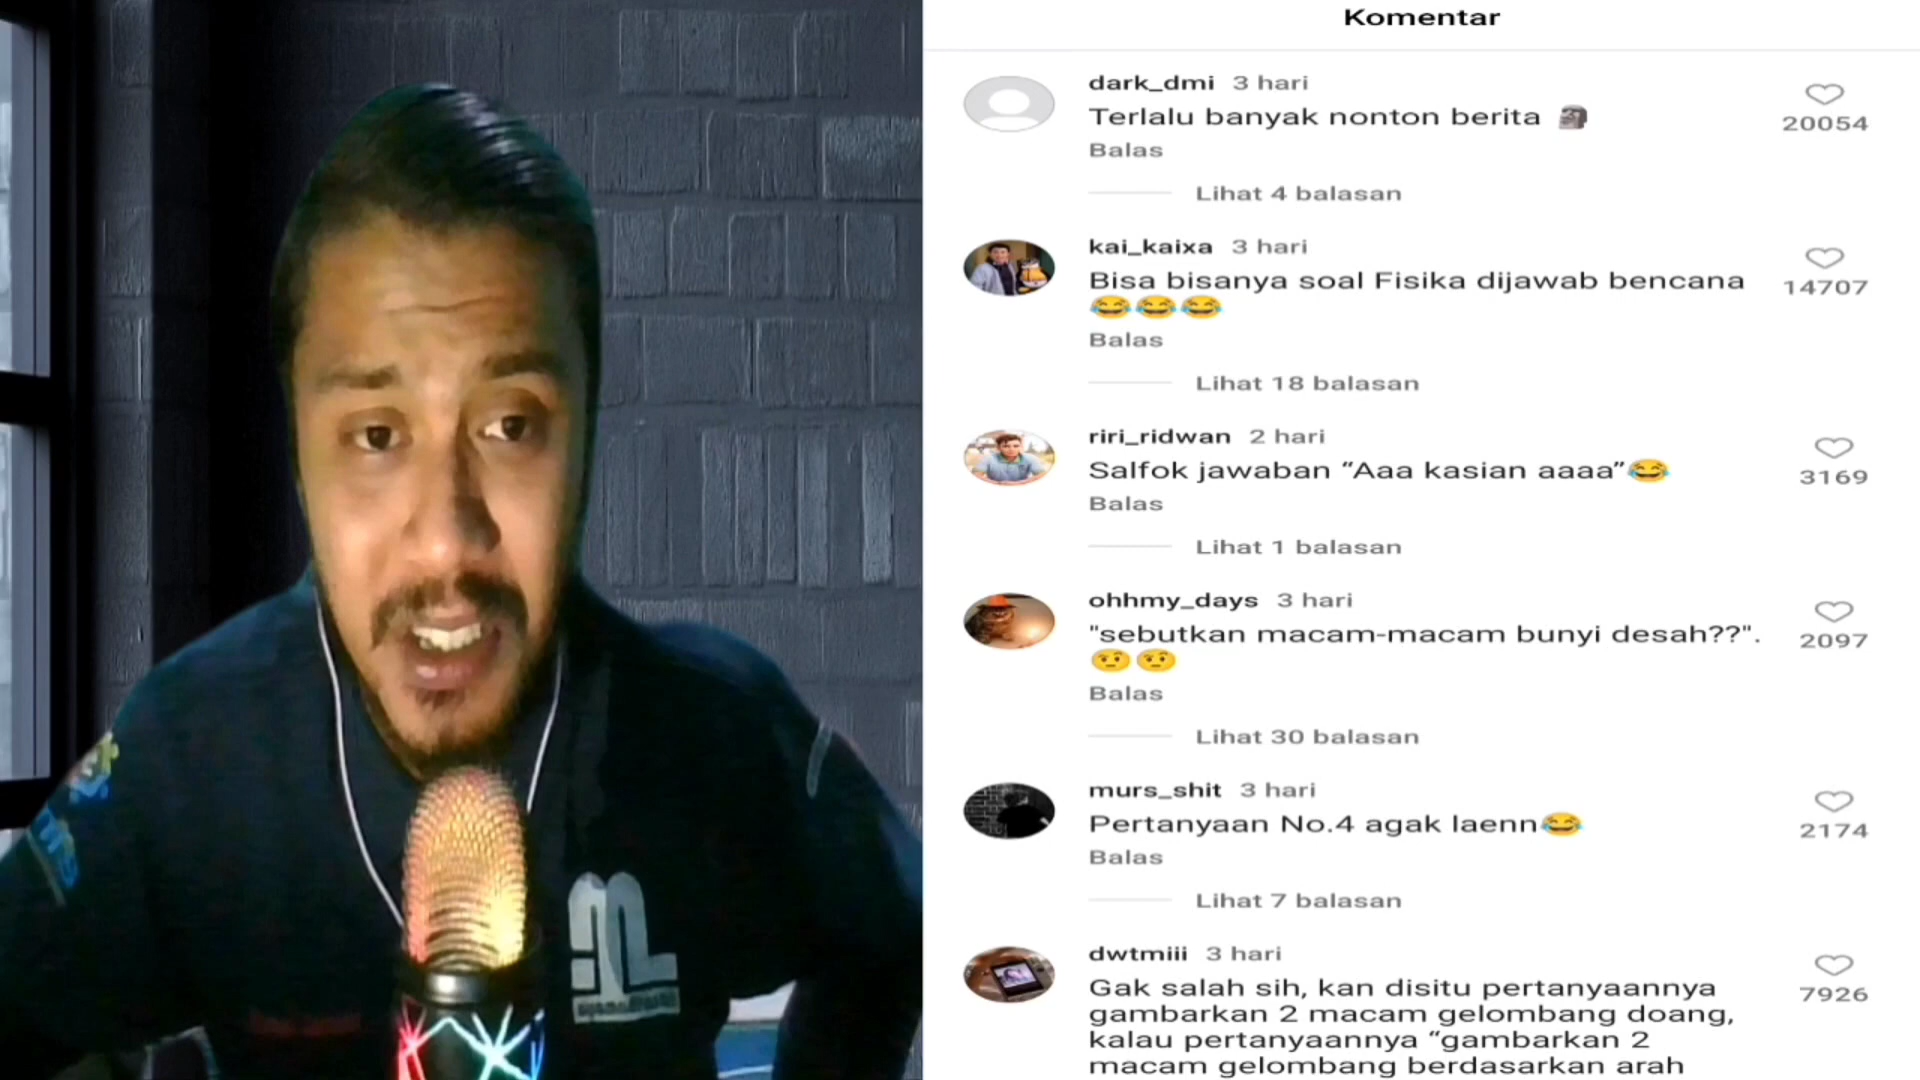 Komentar
dark_dmi 3 hari
Terlalu banyak nonton berita 🗿
20054
Balas
Lihat 4 balasan
kai_kaixa 3 hari
Bisa bisanya soal Fisika dijawab bencana
😂😂😂
14707
Balas
Lihat 18 balasan
riri_ridwan 2 hari
Salfok jawaban “Aaa kasian aaaa”😂
3169
Balas
Lihat 1 balasan
ohhmy_days 3 hari
"sebutkan macam-macam bunyi desah??".
🤨🤨
2097
Balas
Lihat 30 balasan
murs_shit 3 hari
Pertanyaan No.4 agak laenn😂
2174
Balas
Lihat 7 balasan
dwtmiii 3 hari
Gak salah sih, kan disitu pertanyaannya
gambarkan 2 macam gelombang doang,
7926
kalau pertanyaannya “gambarkan 2
macam gelombang berdasarkan arah